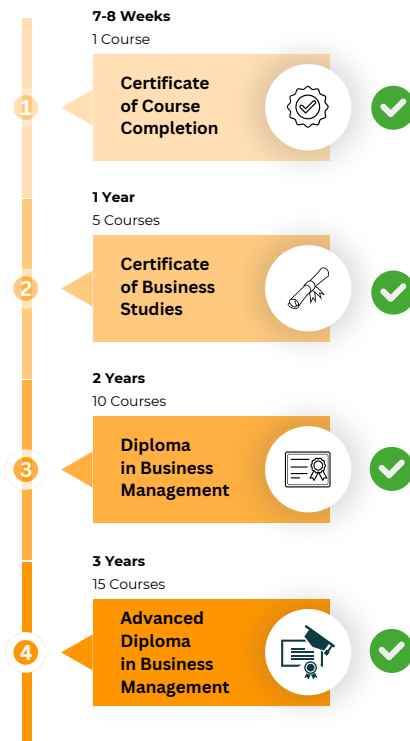 7-8 Weeks
1 Course
1
Certificate
of Course
Completion
1 Year
5 Courses
2
Certificate
of Business
Studies
2 Years
10 Courses
3
Diploma
in Business
Management
3 Years
15 Courses
4
Advanced
Diploma
in Business
Management